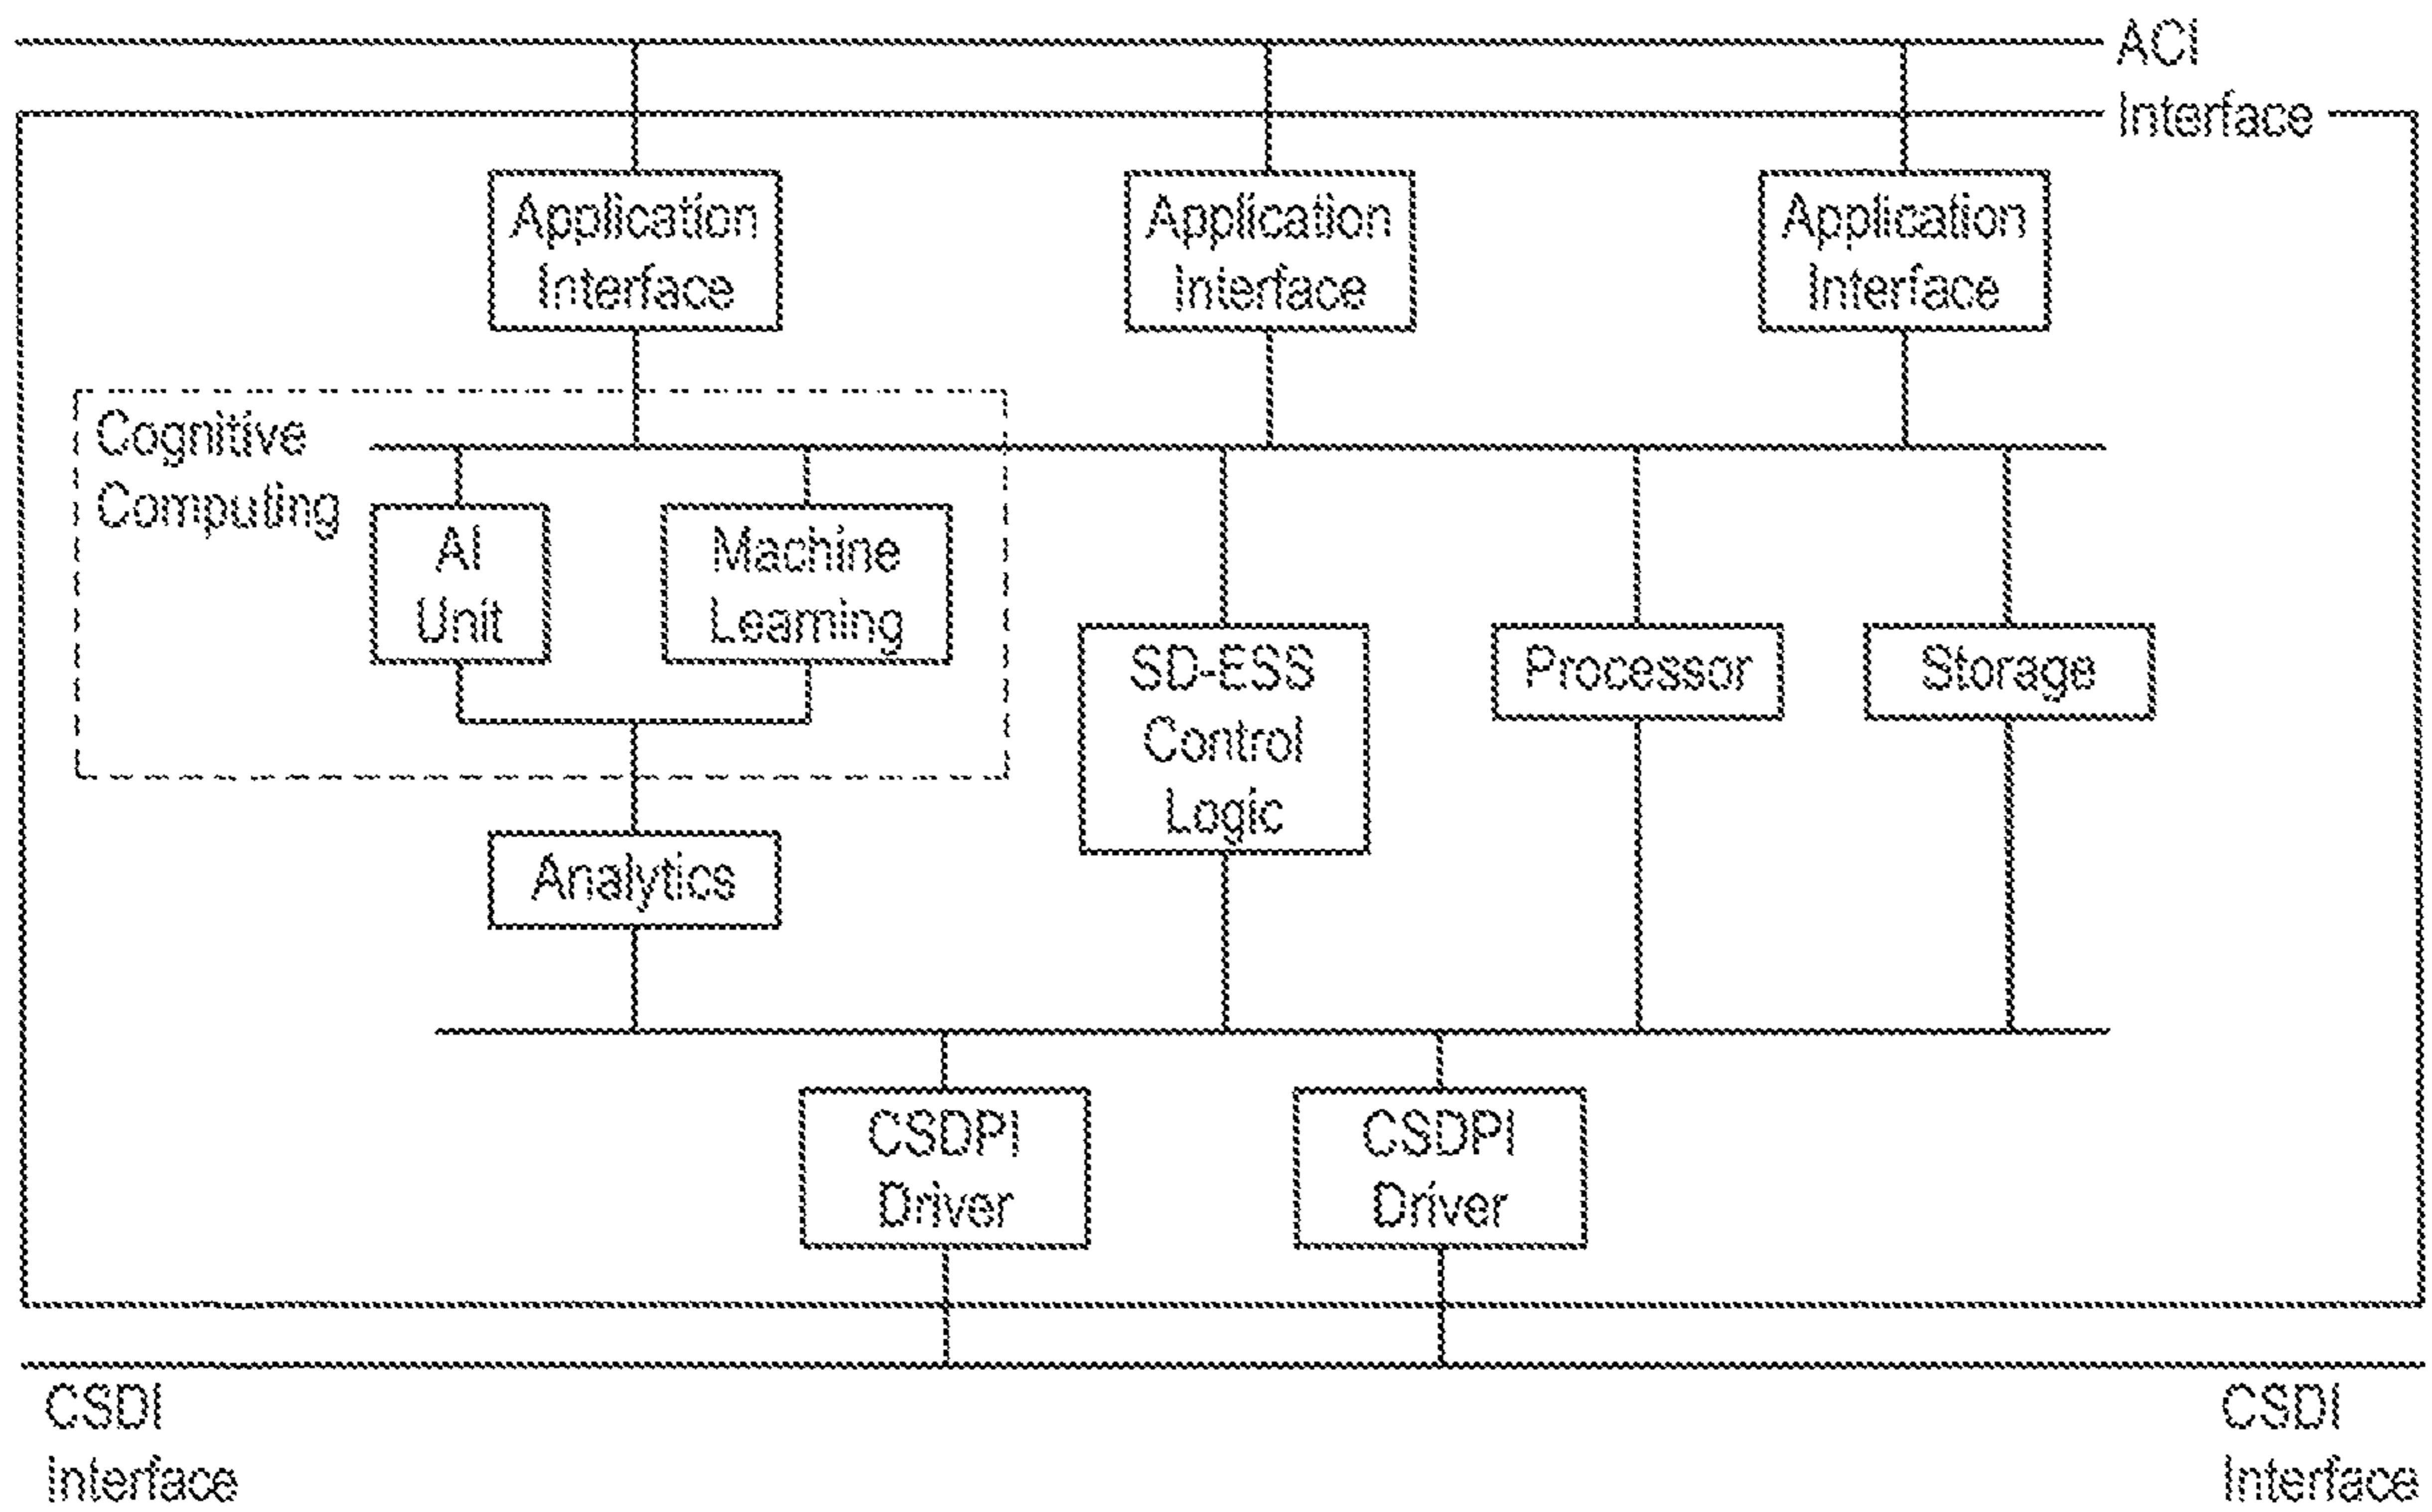 ACI
Interface
Application
Interface
Application
Interface
Application
Interface
Cognitive
Computing
AI
Unit
Machine
Learning
SD-ESS
Control
Logic
Processor
Storage
Analytics
CSDPI
Driver
CSDPI
Driver
CSDI
Interface
CSDI
Interface